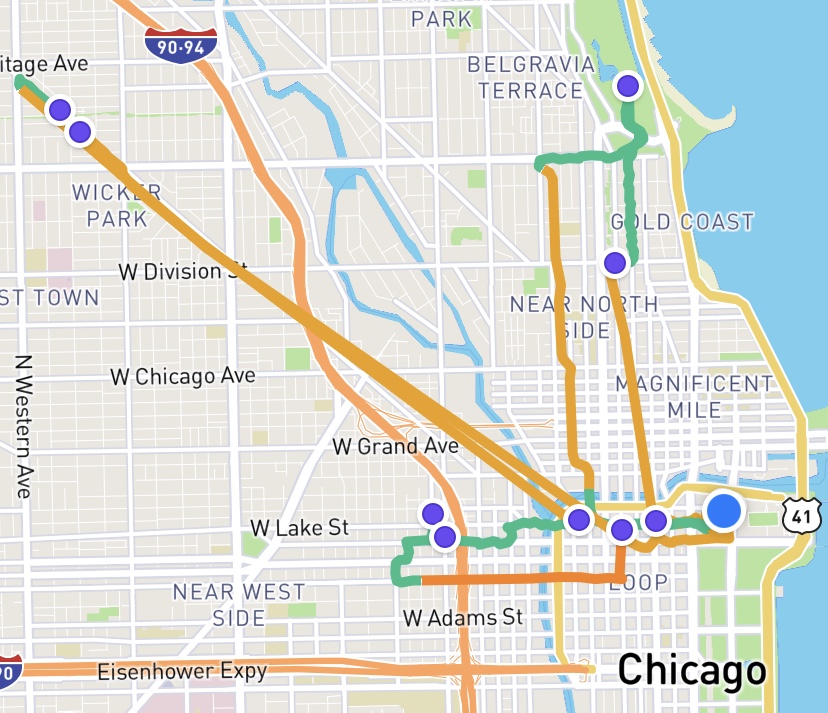 PARK
90-94
itage Ave
BELGRAVIA
TERRACE
WICKER
PARK
GOLD COAST
W Division St
ST TOWN
NEAR NORTH
SIDE
W Chicago Ave
MAGNIFICENT
MILE
N Western Ave
W Grand Ave
41
W Lake St
NEAR WEST
SIDE
LOOP
W Adams St
90
Eisenhower Expy
Chicago